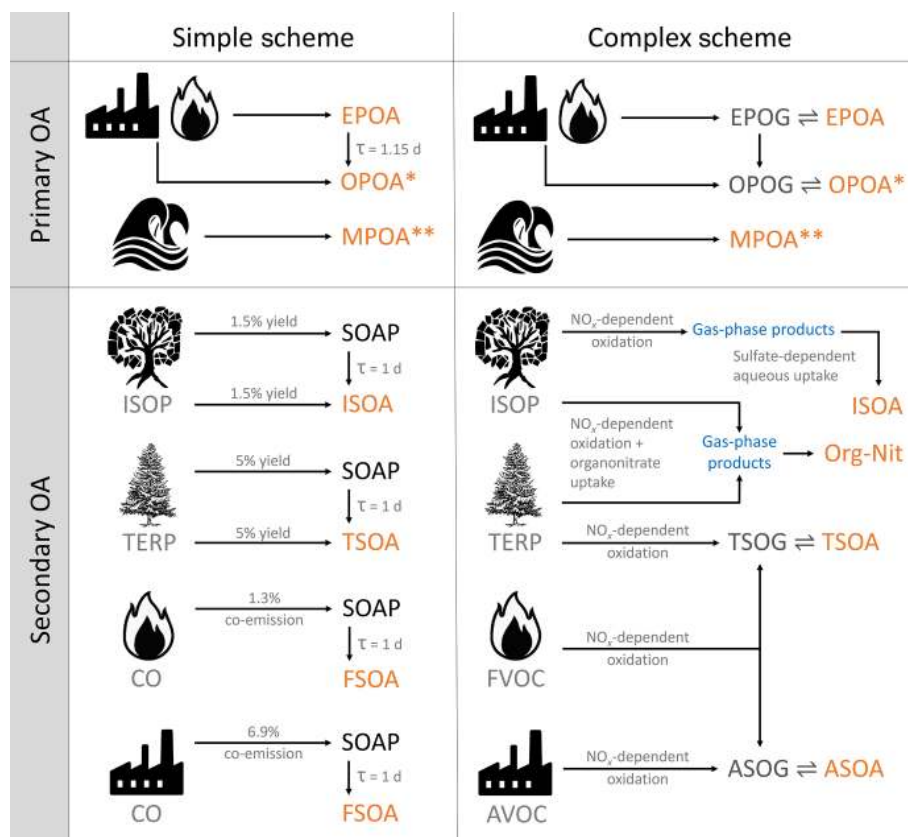 Simple scheme
Complex scheme
Primary OA
EPOA
τ = 1.15 d
OPOA*
MPOA**
EPOG ⇌ EPOA
OPOG ⇌ OPOA*
MPOA**
Secondary OA
1.5% yield
SOAP
τ = 1 d
ISOP
1.5% yield
ISOA
5% yield
SOAP
τ = 1 d
TERP
5% yield
TSOA
1.3%
co-emission
SOAP
τ = 1 d
CO
FSOA
6.9%
co-emission
SOAP
τ = 1 d
CO
FSOA
NOx-dependent
oxidation
Gas-phase products
Sulfate-dependent
aqueous uptake
ISOP
ISOA
NOx-dependent
oxidation +
organonitrate
uptake
Gas-phase
products
Org-Nit
TERP
NOx-dependent
oxidation
TSOG ⇌ TSOA
NOx-dependent
oxidation
FVOC
NOx-dependent
oxidation
ASOG ⇌ ASOA
AVOC